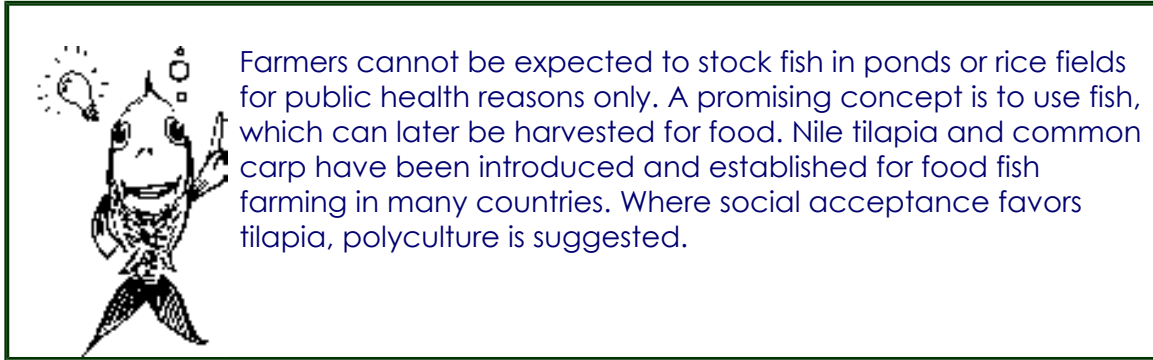 Farmers cannot be expected to stock fish in ponds or rice fields
for public health reasons only. A promising concept is to use fish,
which can later be harvested for food. Nile tilapia and common
carp have been introduced and established for food fish
farming in many countries. Where social acceptance favors
tilapia, polyculture is suggested.